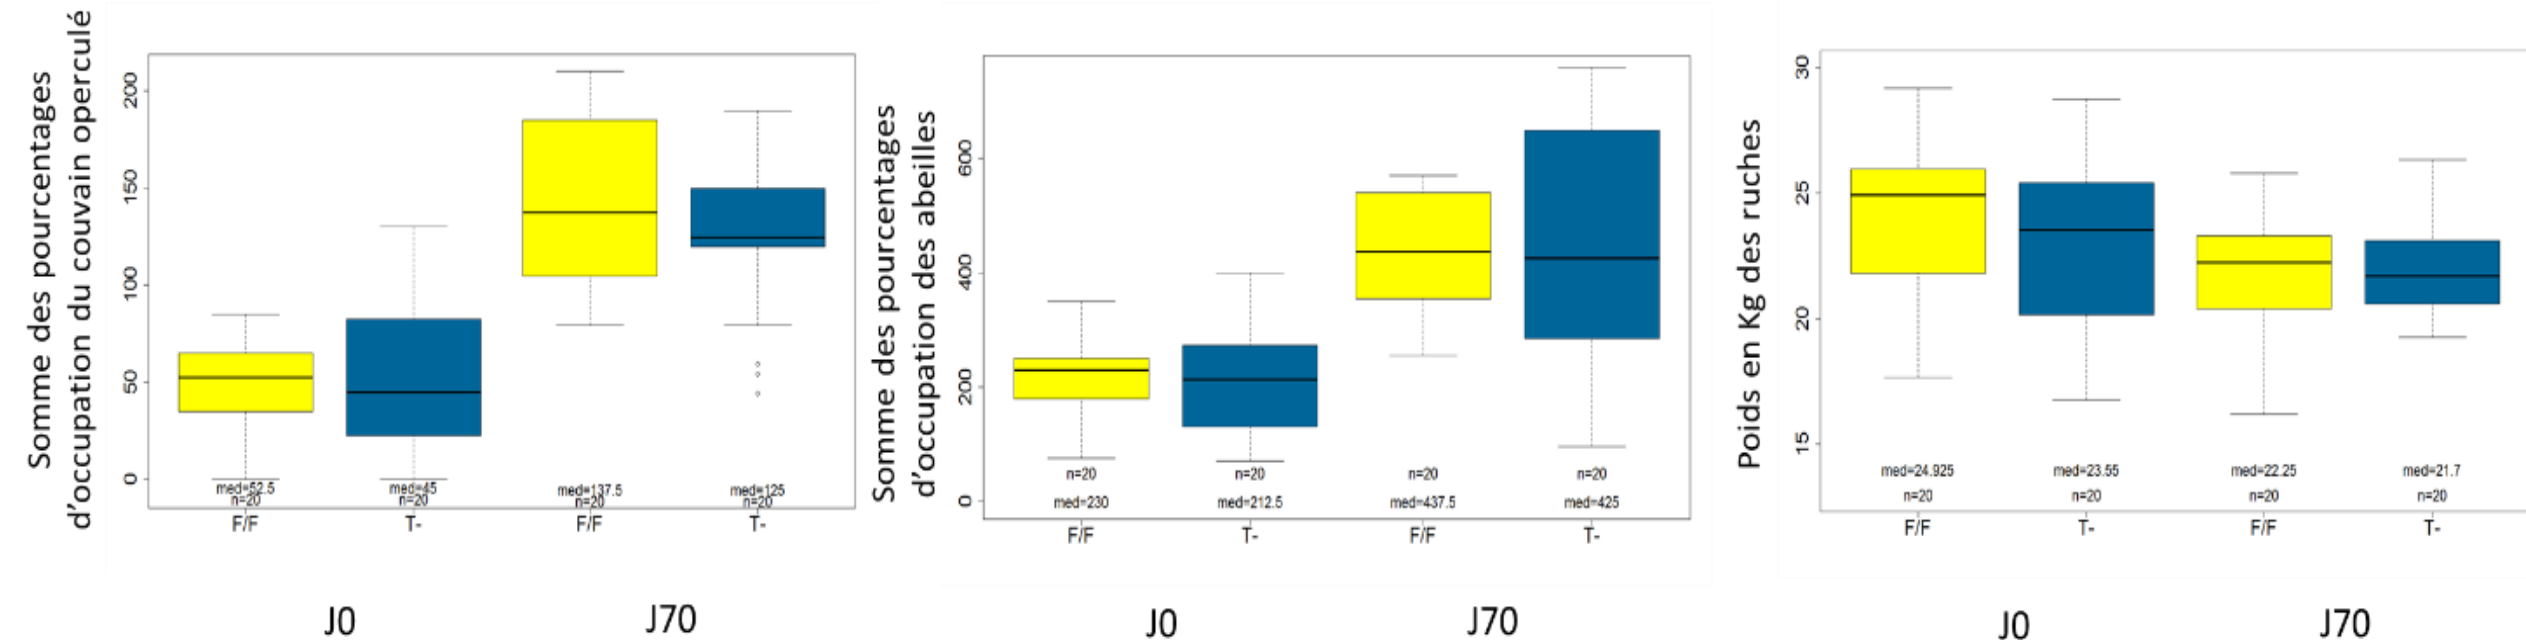 Somme des pourcentages
d'occupation du couvain operculé
200
150
100
50
0
med=52.5
n=20
med=45
n=20
med=137.5
n=20
med=125
n=20
F/F
T-
F/F
T-
J0
J70
Somme des pourcentages
d'occupation des abeilles
600
400
200
0
n=20
n=20
n=20
n=20
med=230
med=212.5
med=437.5
med=425
F/F
T-
F/F
T-
J0
J70
Poids en Kg des ruches
30
25
20
15
med=24.925
med=23.55
med=22.25
med=21.7
n=20
n=20
n=20
n=20
F/F
T-
F/F
T-
J0
J70